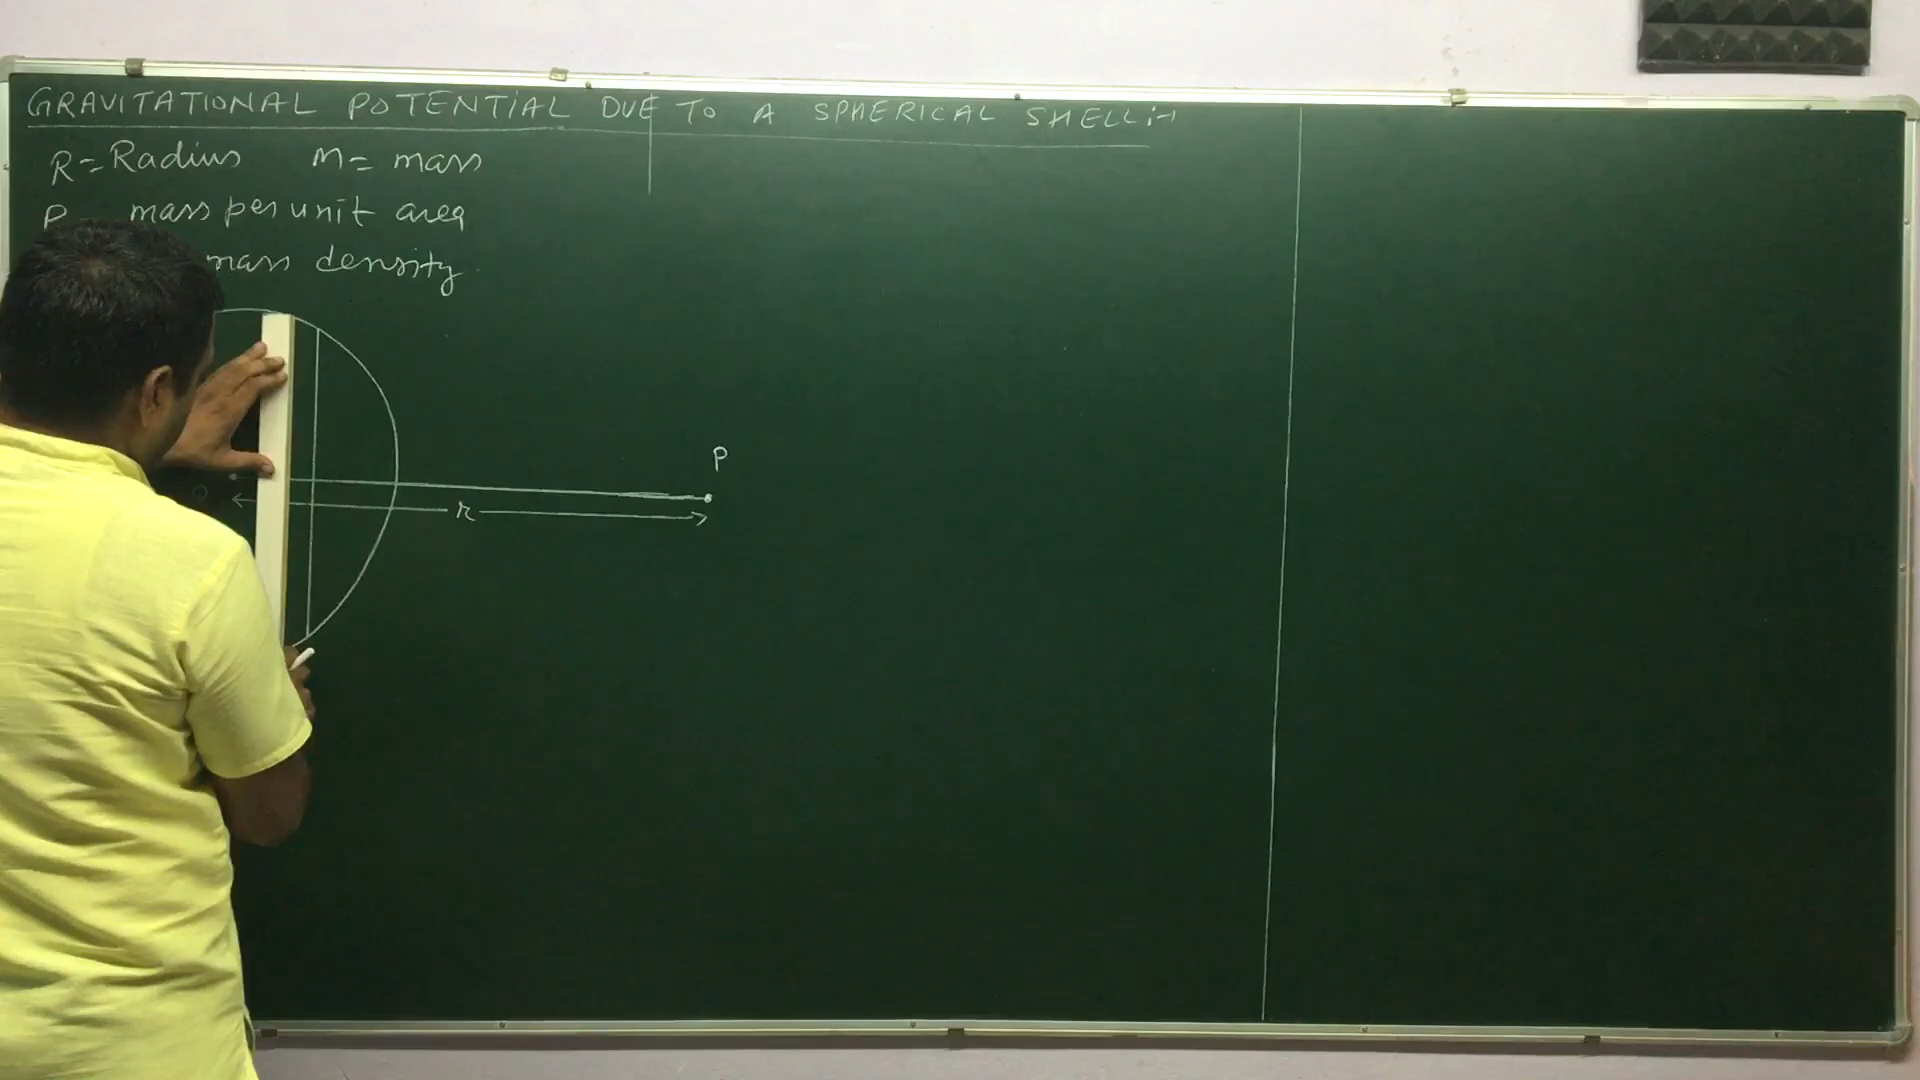 GRAVITATIONAL POTENTIAL DUE TO A SPHERICAL SHELL:-
R = Radius M = mass
mass per unit area
mass density
P
O
r